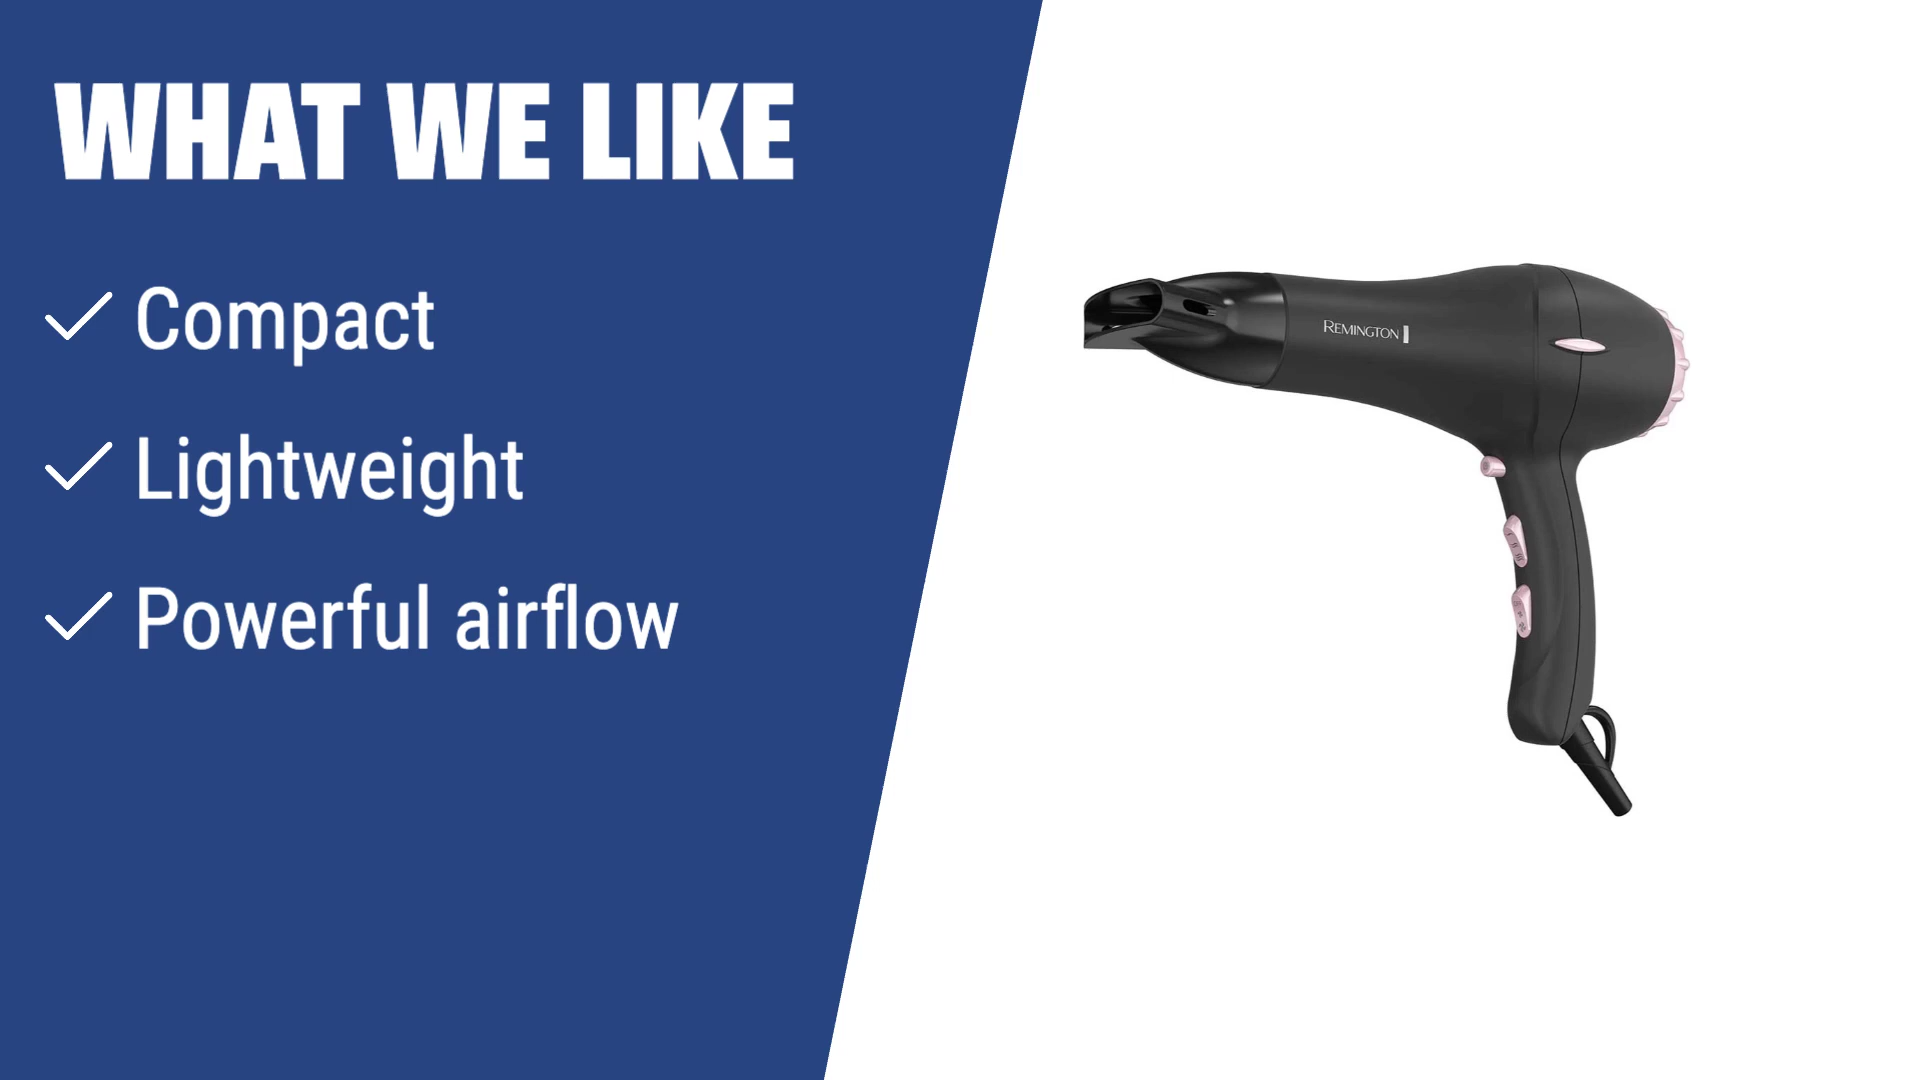 WHAT WE LIKE
Compact
Lightweight
Powerful airflow
REMINGTON